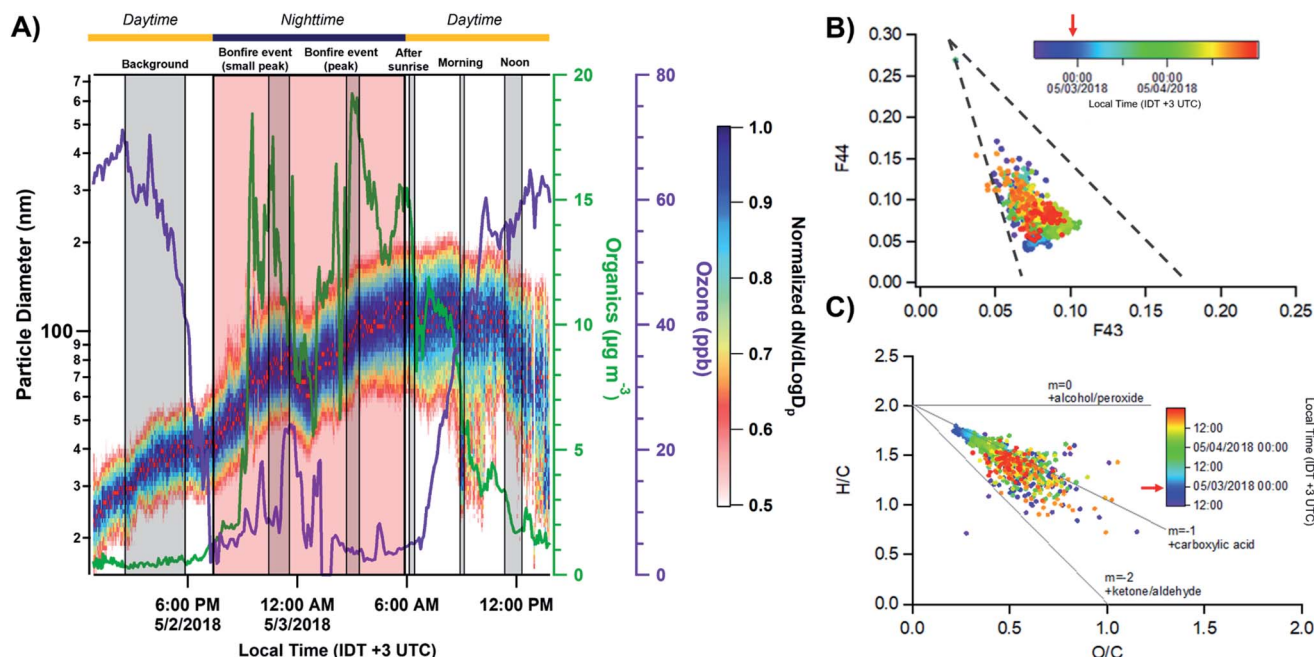 A)
Daytime
Nighttime
Daytime
Background
Bonfire event
(small peak)
Bonfire event
(peak)
After
sunrise
Morning
Noon
7
6
5
4
3
2
100
9
8
7
6
5
4
3
2
Particle Diameter (nm)
20
15
10
5
0
Organics (µg m-3)
80
60
40
20
0
Ozone (ppb)
1.0
0.9
0.8
0.7
0.6
0.5
Normalized dN/dLogDp
6:00 PM
5/2/2018
12:00 AM
5/3/2018
6:00 AM
12:00 PM
Local Time (IDT +3 UTC)
B)
0.30
0.25
0.20
0.15
0.10
0.05
0.00
F44
00:00
05/03/2018
00:00
05/04/2018
Local Time (IDT +3 UTC)
0.00
0.05
0.10
0.15
0.20
0.25
F43
C)
2.5
2.0
1.5
1.0
0.5
0.0
H/C
m=0
+alcohol/peroxide
12:00
05/04/2018 00:00
12:00
05/03/2018 00:00
12:00
Local Time (IDT +3 UTC)
m=-1
+carboxylic acid
m=-2
+ketone/aldehyde
0.0
0.5
1.0
1.5
2.0
O/C